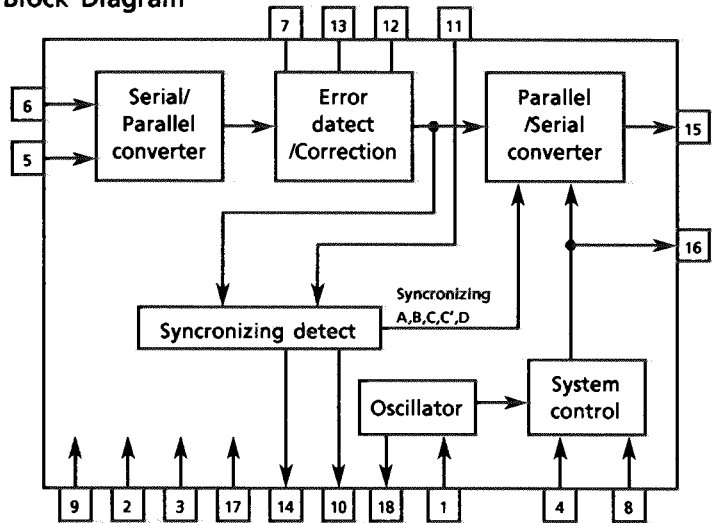 Block Diagram
7 13 12 11
6
5
Serial/
Parallel
converter
Error
datect
/Correction
Parallel
/Serial
converter
15
16
Syncronizing
A,B,C,C',D
Syncronizing detect
Oscillator
System
control
9 2 3 17 14 10 18 1 4 8